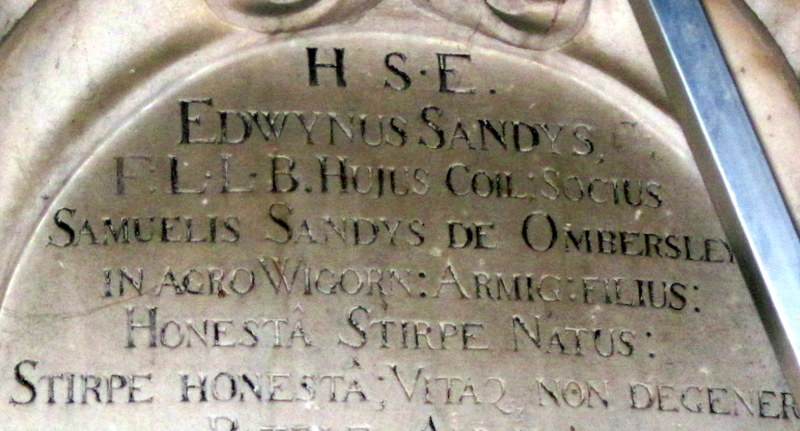 H S·E.
EDWYNUS SANDYS,
F: L·L·B. HUJUS COIL: SOCIUS
SAMUELIS SANDYS DE OMBERSLEY
IN AGRO WIGORN: ARMIG: FILIUS:
HONESTÂ STIRPE NATUS:
STIRPE HONESTÂ; VITAQ, NON DEGENER